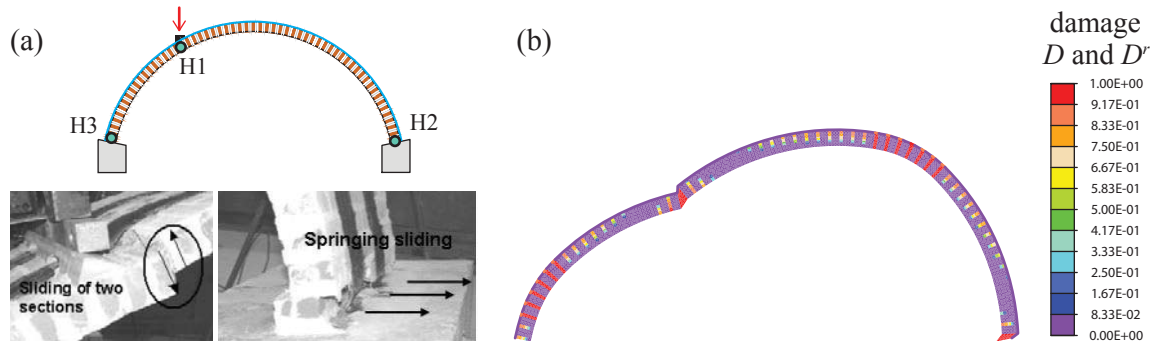 (a)
H1
H3
H2
Sliding of two
sections
Springing sliding
(b)
damage
D and Dʳ
1.00E+00
9.17E-01
8.33E-01
7.50E-01
6.67E-01
5.83E-01
5.00E-01
4.17E-01
3.33E-01
2.50E-01
1.67E-01
8.33E-02
0.00E+00